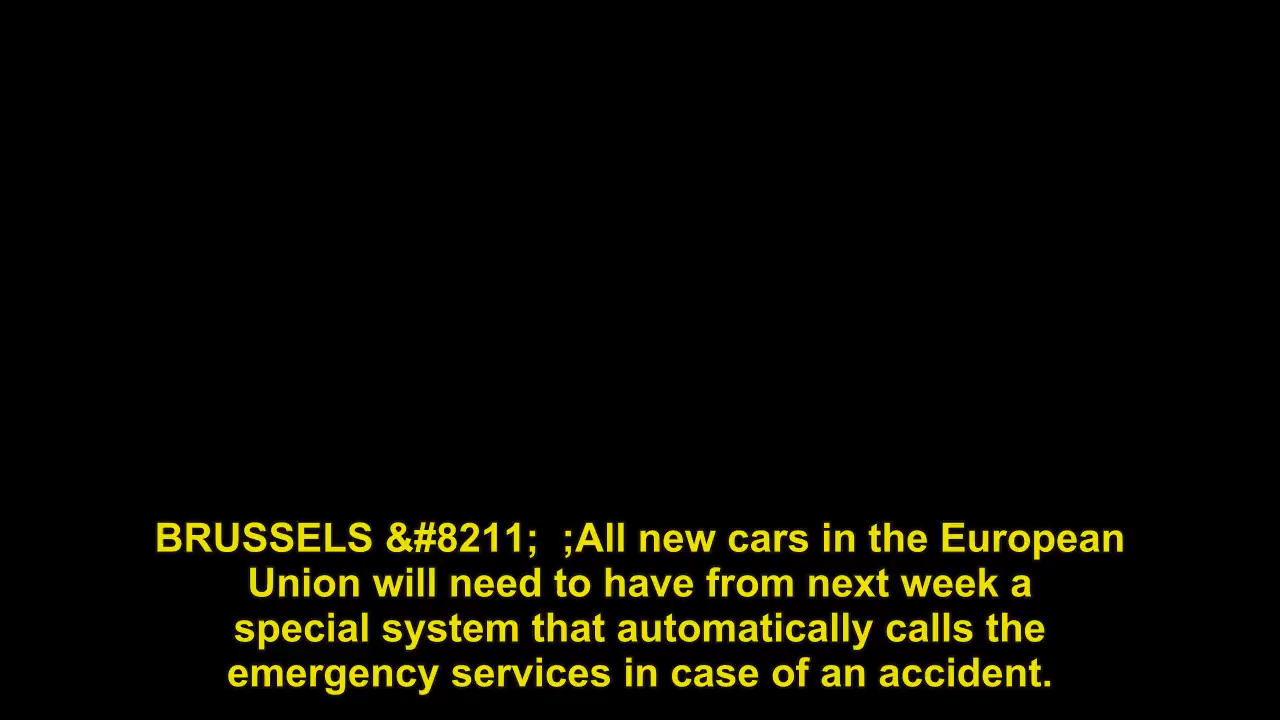 BRUSSELS &#8211;  ;All new cars in the European
Union will need to have from next week a
special system that automatically calls the
emergency services in case of an accident.